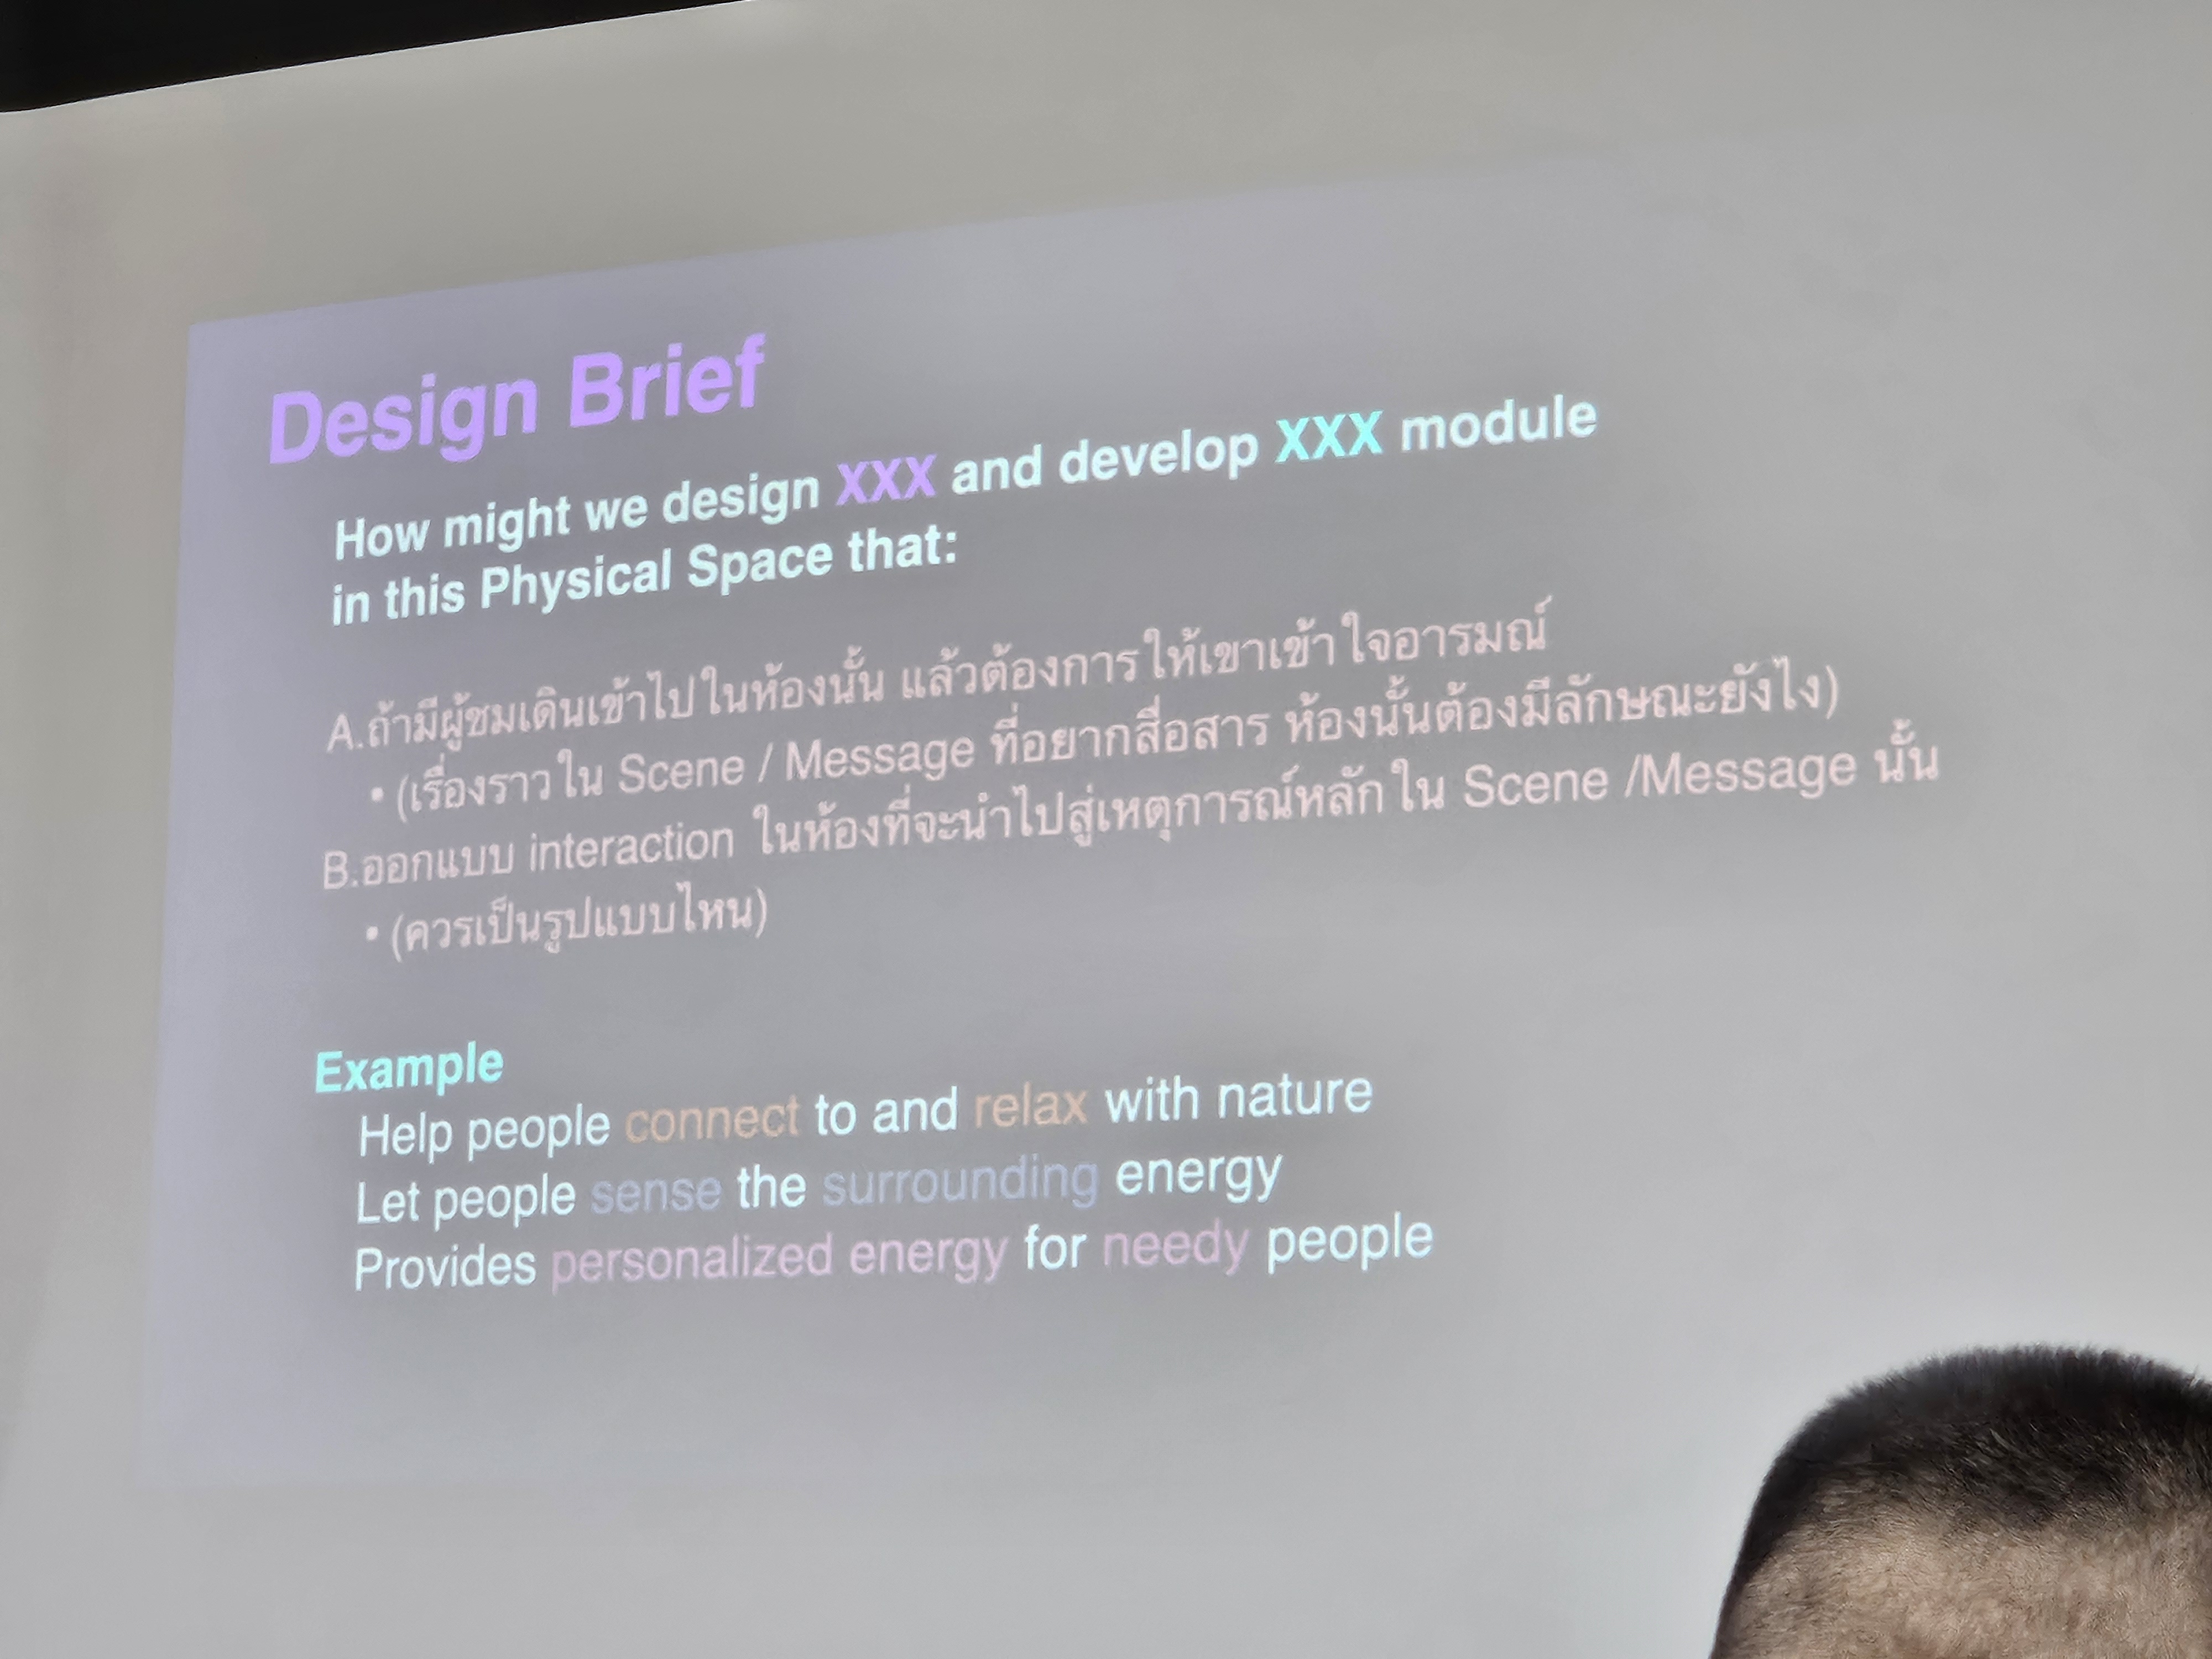 Design Brief
How might we design XXX and develop XXX module
in this Physical Space that:
A.ถ้ามีผู้ชมเดินเข้าไปในห้องนั้น แล้วต้องการให้เขาเข้าใจอารมณ์
• (เรื่องราวใน Scene / Message ที่อยากสื่อสาร ห้องนั้นต้องมีลักษณะยังไง)
B.ออกแบบ interaction ในห้องที่จะนำไปสู่เหตุการณ์หลักใน Scene /Message นั้น
• (ควรเป็นรูปแบบไหน)
Example
Help people connect to and relax with nature
Let people sense the surrounding energy
Provides personalized energy for needy people